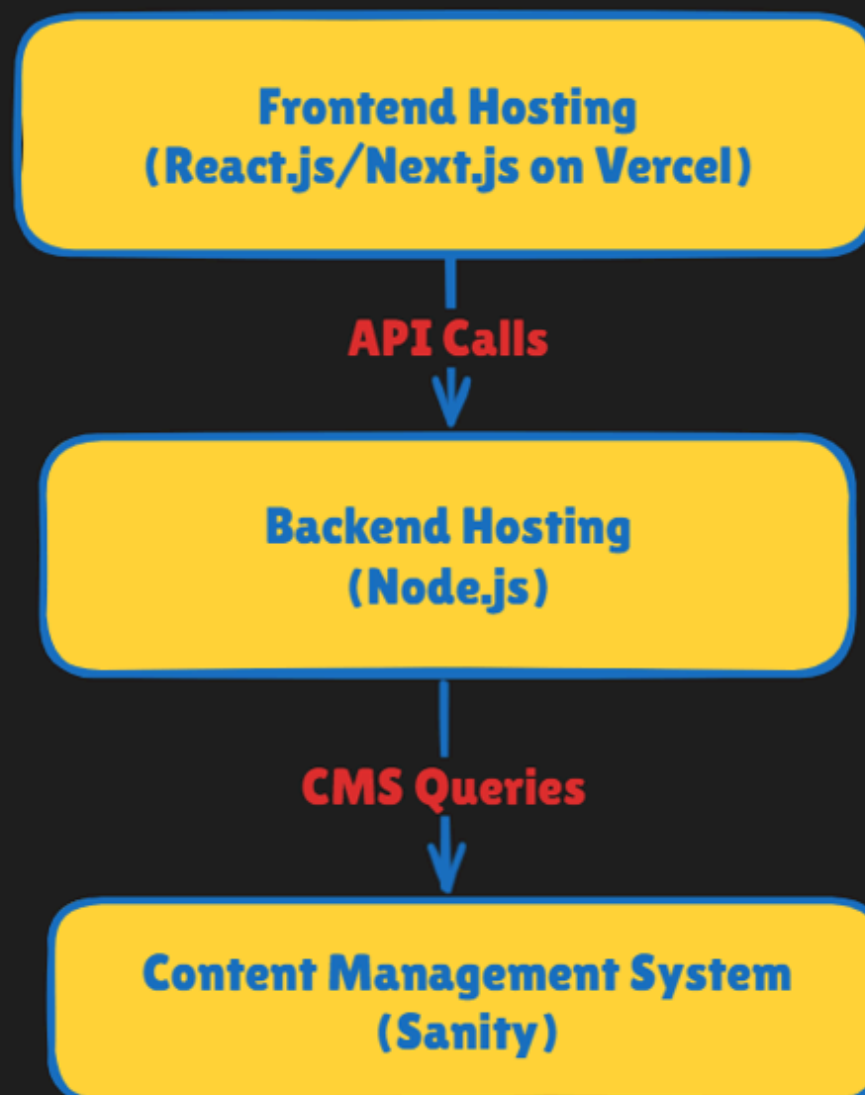 Frontend Hosting
(React.js/Next.js on Vercel)
API Calls
Backend Hosting
(Node.js)
CMS Queries
Content Management System
(Sanity)